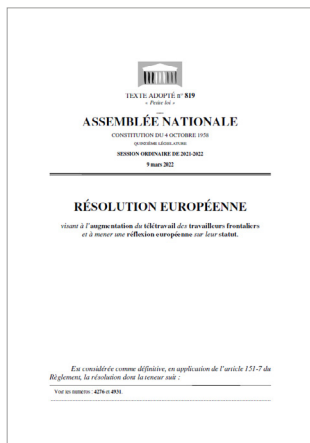 TEXTE ADOPTÉ n° 819
« Petite loi »
ASSEMBLÉE NATIONALE
CONSTITUTION DU 4 OCTOBRE 1958
QUINZIÈME LÉGISLATURE
SESSION ORDINAIRE DE 2021-2022
9 mars 2022
RÉSOLUTION EUROPÉENNE
visant à l'augmentation du télétravail des travailleurs frontaliers
et à mener une réflexion européenne sur leur statut.
Est considérée comme définitive, en application de l'article 151-7 du
Règlement, la résolution dont la teneur suit :
Voir les numéros : 4276 et 4931.